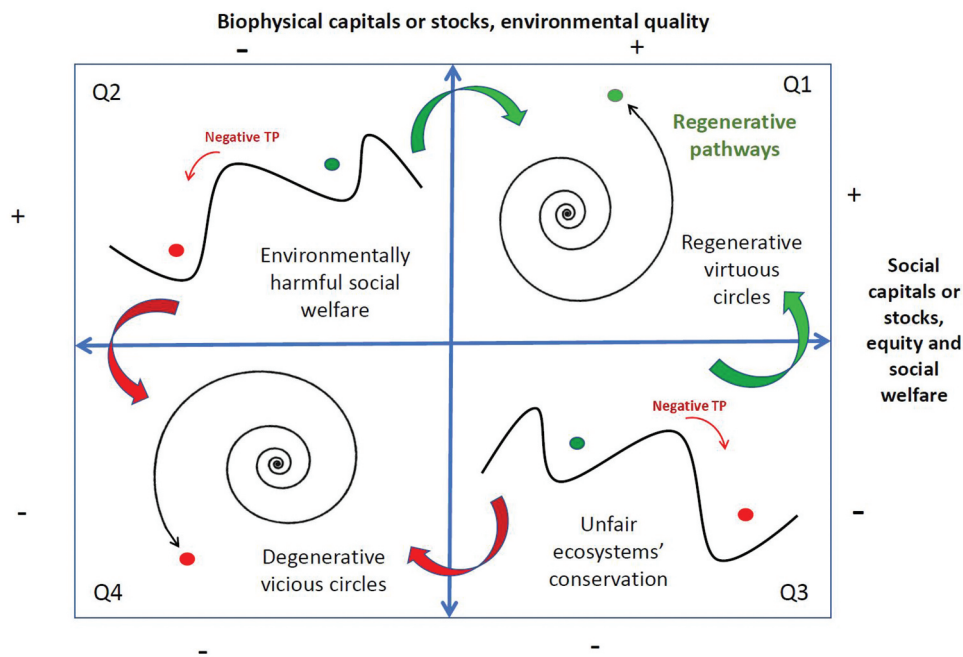 Biophysical capitals or stocks, environmental quality
- +
Q2 Q1
Negative TP
Regenerative
pathways
+ +
Environmentally
harmful social
welfare
Regenerative
virtuous
circles
Social
capitals or
stocks,
equity and
social
welfare
Negative TP
- -
Degenerative
vicious circles
Unfair
ecosystems’
conservation
Q4 Q3
- -